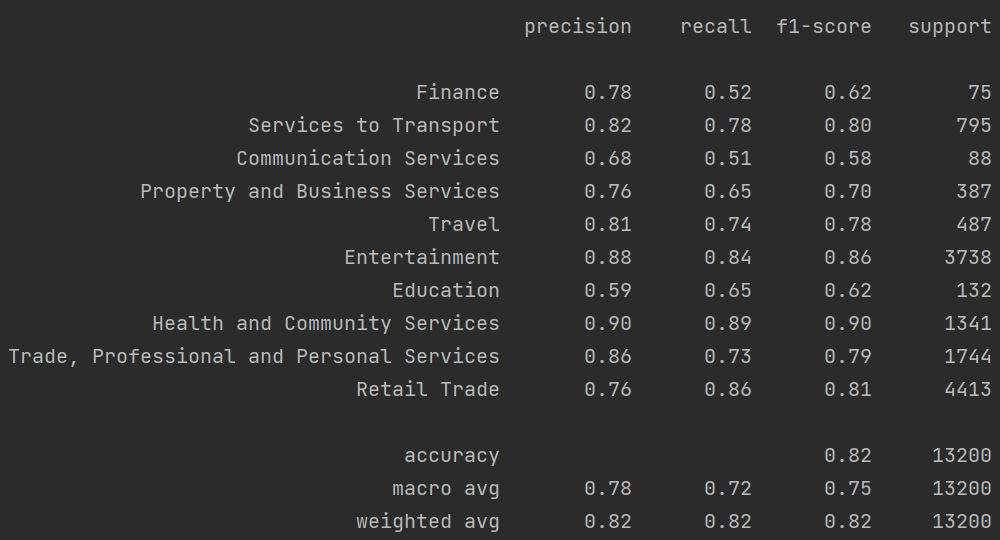 precision recall f1-score support
Finance 0.78 0.52 0.62 75
Services to Transport 0.82 0.78 0.80 795
Communication Services 0.68 0.51 0.58 88
Property and Business Services 0.76 0.65 0.70 387
Travel 0.81 0.74 0.78 487
Entertainment 0.88 0.84 0.86 3738
Education 0.59 0.65 0.62 132
Health and Community Services 0.90 0.89 0.90 1341
Trade, Professional and Personal Services 0.86 0.73 0.79 1744
Retail Trade 0.76 0.86 0.81 4413
accuracy 0.82 13200
macro avg 0.78 0.72 0.75 13200
weighted avg 0.82 0.82 0.82 13200